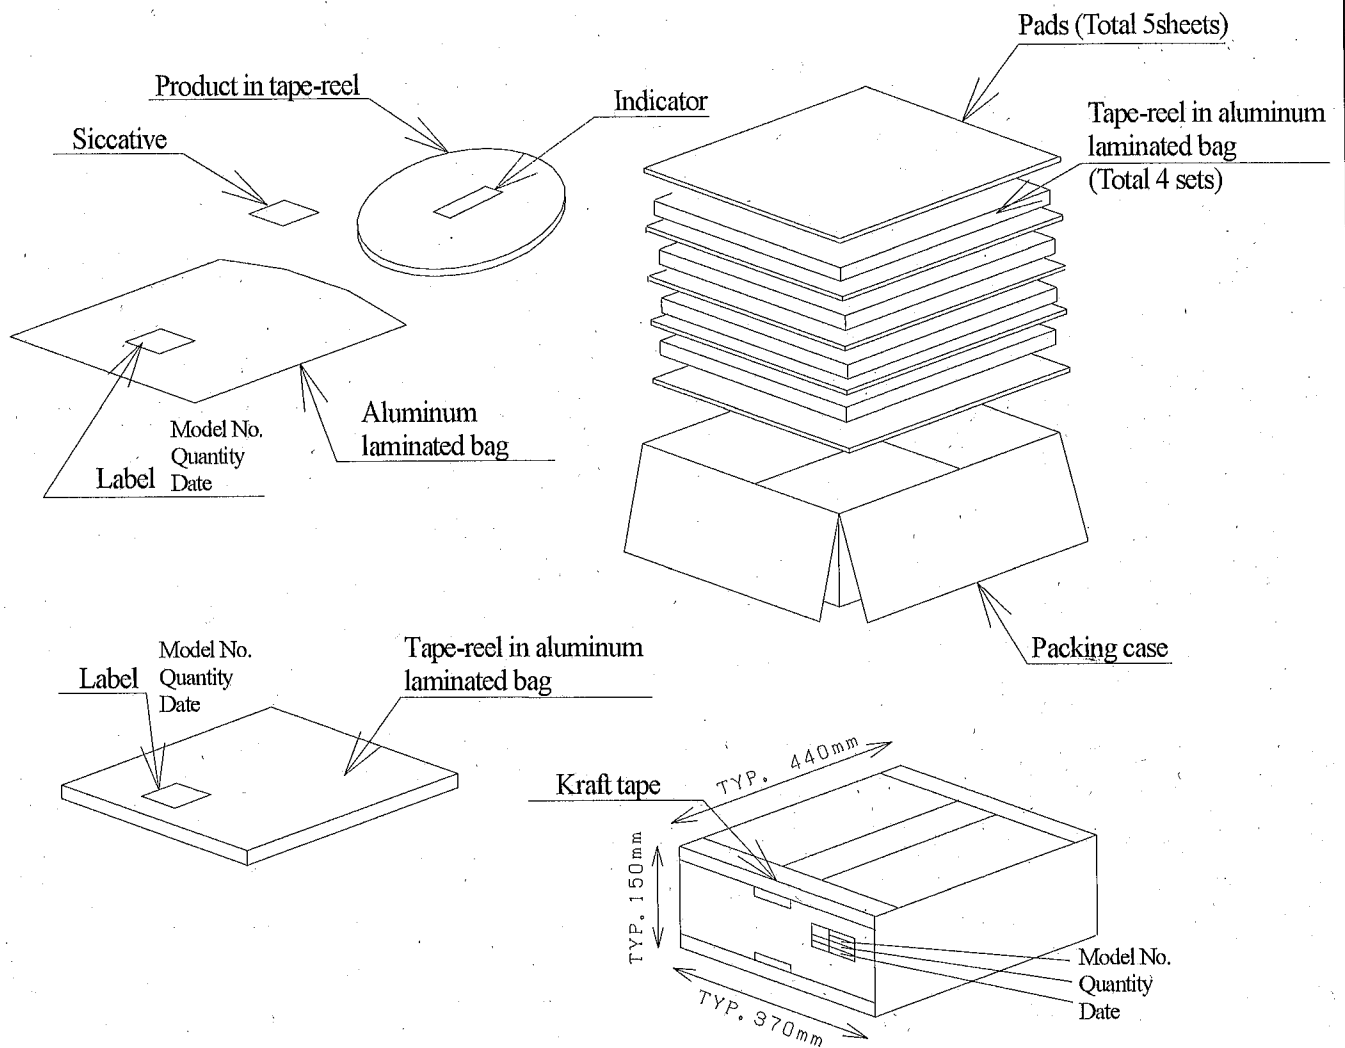 Pads (Total 5sheets)
Product in tape-reel
Indicator
Tape-reel in aluminum
laminated bag
(Total 4 sets)
Siccative
Aluminum
laminated bag
Model No.
Quantity
Label Date
Packing case
Model No.
Label Quantity
Date
Tape-reel in aluminum
laminated bag
TYP. 440mm
Kraft tape
TYP. 150mm
TYP. 370mm
Model No.
Quantity
Date